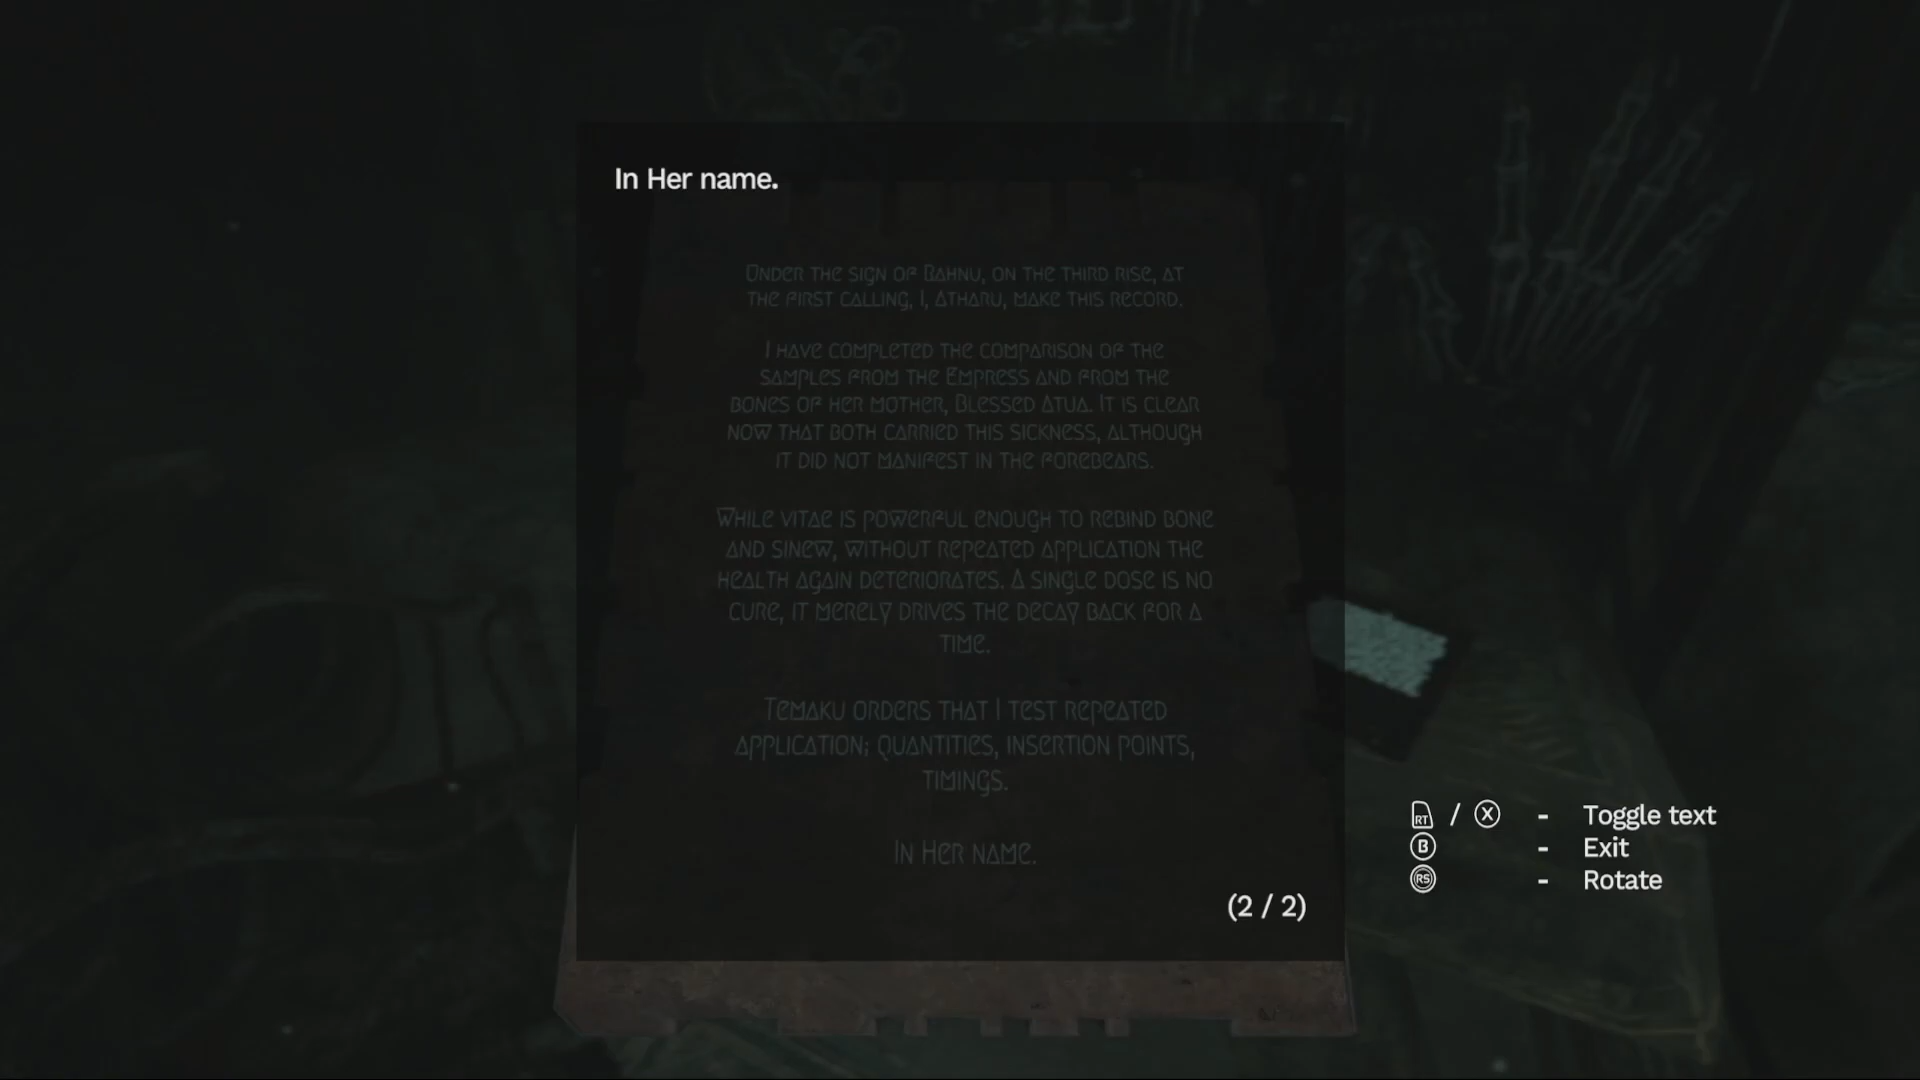 In Her name.
Under the sign of Bahnu, on the third rise, at
the first calling, I, Atharu, make this record.
I have completed the comparison of the
samples from the Empress and from the
bones of her mother, Blessed Atua. It is clear
now that both carried this sickness, although
it did not manifest in the forebears.
While vitae is powerful enough to rebind bone
and sinew, without repeated application the
health again deteriorates. A single dose is no
cure, it merely drives the decay back for a
time.
Temaku orders that I test repeated
application; quantities, insertion points,
timings.
In Her name.
(2 / 2)
RT / X - Toggle text
B - Exit
RS - Rotate